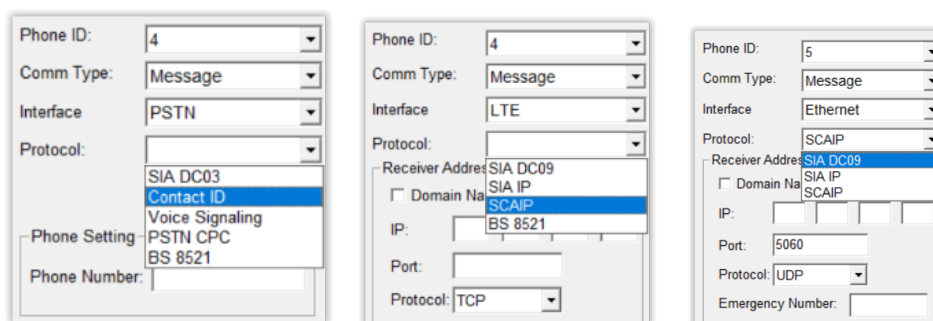 Phone ID: 4
Comm Type: Message
Interface PSTN
Protocol:
SIA DC03
Contact ID
Voice Signaling
Phone Setting PSTN CPC
BS 8521
Phone Number:
Phone ID: 4
Comm Type: Message
Interface LTE
Protocol:
Receiver Addres SIA DC09
SIA IP
Domain Na SCAIP
BS 8521
IP:
Port:
Protocol: TCP
Phone ID: 5
Comm Type: Message
Interface Ethernet
Protocol: SCAIP
Receiver Addres SIA DC09
SIA IP
Domain Na SCAIP
IP:
Port: 5060
Protocol: UDP
Emergency Number: